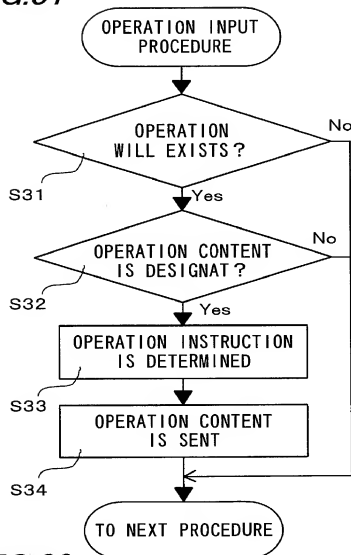 OPERATION INPUT
PROCEDURE
OPERATION
WILL EXISTS?
No
S31
Yes
OPERATION CONTENT
IS DESIGNAT?
No
S32
Yes
OPERATION INSTRUCTION
IS DETERMINED
S33
OPERATION CONTENT
IS SENT
S34
TO NEXT PROCEDURE